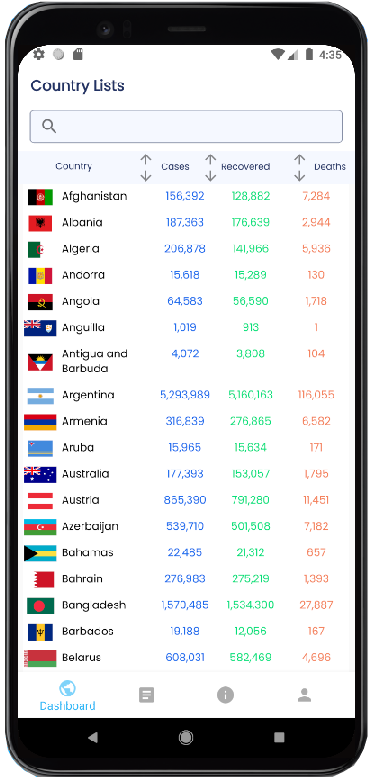 4:35
Country Lists
Country Cases Recovered Deaths
Afghanistan 156,392 128,882 7,284
Albania 187,363 176,639 2,944
Algeria 206,878 141,966 5,936
Andorra 15,618 15,289 130
Angola 64,583 56,590 1,718
Anguilla 1,019 913 1
Antigua and 4,072 3,808 104
Barbuda
Argentina 5,293,989 5,160,163 116,055
Armenia 316,839 276,865 6,582
Aruba 15,965 15,634 171
Australia 177,393 153,057 1,795
Austria 855,390 791,280 11,451
Azerbaijan 539,710 501,508 7,182
Bahamas 22,485 21,312 657
Bahrain 276,983 275,219 1,393
Bangladesh 1,570,485 1,534,300 27,887
Barbados 19,188 12,056 167
Belarus 608,031 582,469 4,696
Dashboard